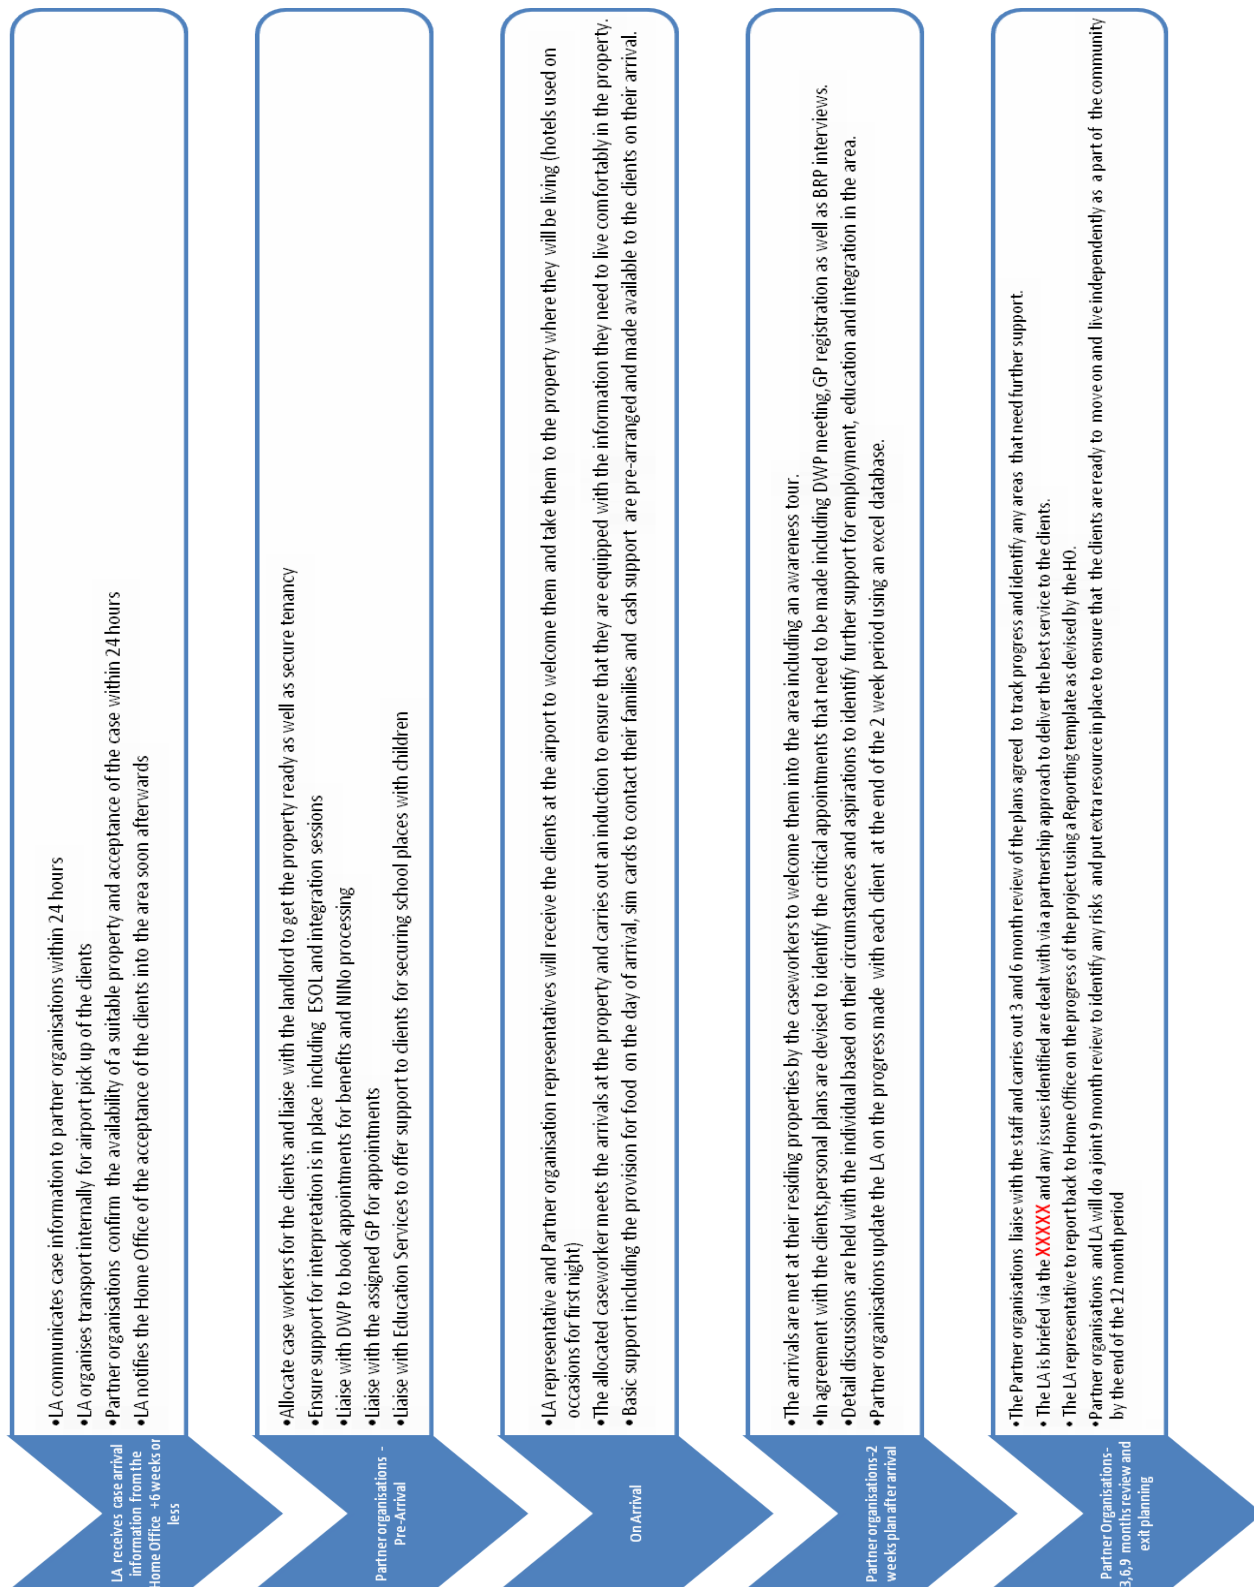 LA receives case arrival
information from the
Home Office +6 weeks or
less
•LA communicates case information to partner organisations within 24 hours
•LA organises transport internally for airport pick up of the clients
•Partner organisations confirm the availability of a suitable property and acceptance of the case within 24 hours
•LA notifies the Home Office of the acceptance of the clients into the area soon afterwards
Partner organisations -
Pre-Arrival
•Allocate case workers for the clients and liaise with the landlord to get the property ready as well as secure tenancy
•Ensure support for interpretation is in place including ESOL and integration sessions
•Liaise with DWP to book appointments for benefits and NINo processing
•Liaise with the assigned GP for appointments
•Liaise with Education Services to offer support to clients for securing school places with children
On Arrival
•LA representative and Partner organisation representatives will receive the clients at the airport to welcome them and take them to the property where they will be living (hotels used on
occasions for first night)
•The allocated caseworker meets the arrivals at the property and carries out an induction to ensure that they are equipped with the information they need to live comfortably in the property.
• Basic support including the provision for food on the day of arrival, sim cards to contact their families and cash support are pre-arranged and made available to the clients on their arrival.
Partner organisations-2
weeks plan after arrival
•The arrivals are met at their residing properties by the caseworkers to welcome them into the area including an awareness tour.
•In agreement with the clients,personal plans are devised to identify the critical appointments that need to be made including DWP meeting,GP registration as well as BRP interviews.
•Detail discussions are held with the individual based on their circumstances and aspirations to identify further support for employment, education and integration in the area.
•Partner organisations update the LA on the progress made with each client at the end of the 2 week period using an excel database.
Partner Organisations-
3,6,9 months review and
exit planning
•The Partner organisations liaise with the staff and carries out 3 and 6 month review of the plans agreed to track progress and identify any areas that need further support.
• The LA is briefed via the XXXXX and any issues identified are dealt with via a partnership approach to deliver the best service to the clients.
• The LA representative to report back to Home Office on the progress of the project using a Reporting template as devised by the HO.
•Partner organisations and LA will do a joint 9 month review to identify any risks and put extra resource in place to ensure that the clients are ready to move on and live independently as a part of the community
by the end of the 12 month period